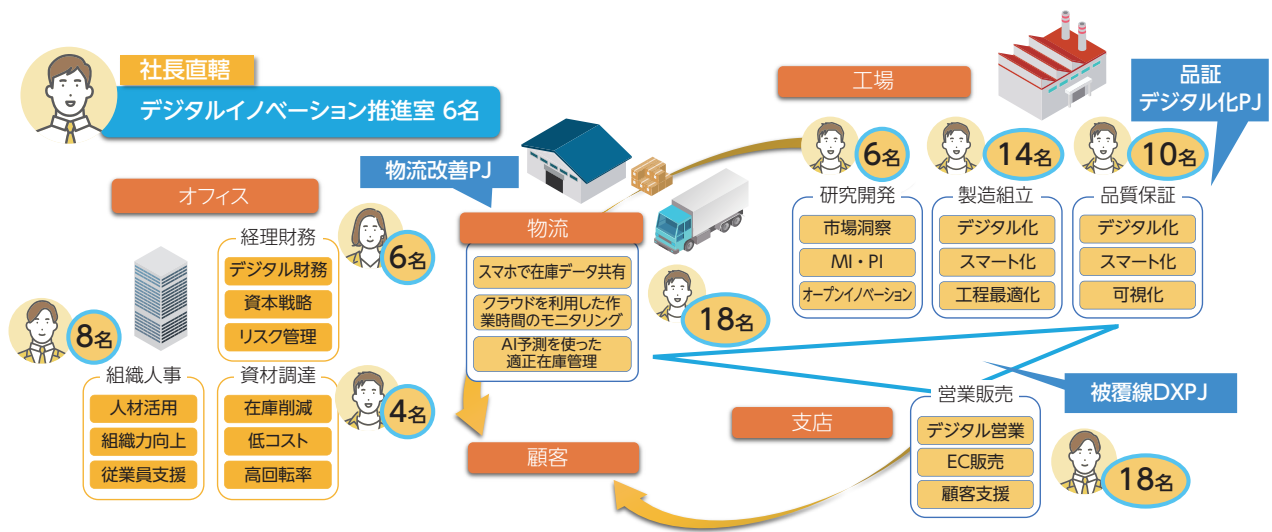 社長直轄
デジタルイノベーション推進室 6名
オフィス
経理財務
デジタル財務
資本戦略
リスク管理
6名
8名
組織人事
人材活用
組織力向上
従業員支援
資材調達
在庫削減
低コスト
高回転率
4名
物流改善PJ
物流
スマホで在庫データ共有
クラウドを利用した作
業時間のモニタリング
AI予測を使った
適正在庫管理
18名
顧客
工場
品証
デジタル化PJ
6名
研究開発
市場洞察
MI・PI
オープンイノベーション
14名
製造組立
デジタル化
スマート化
工程最適化
10名
品質保証
デジタル化
スマート化
可視化
被覆線DXPJ
支店
営業販売
デジタル営業
EC販売
顧客支援
18名